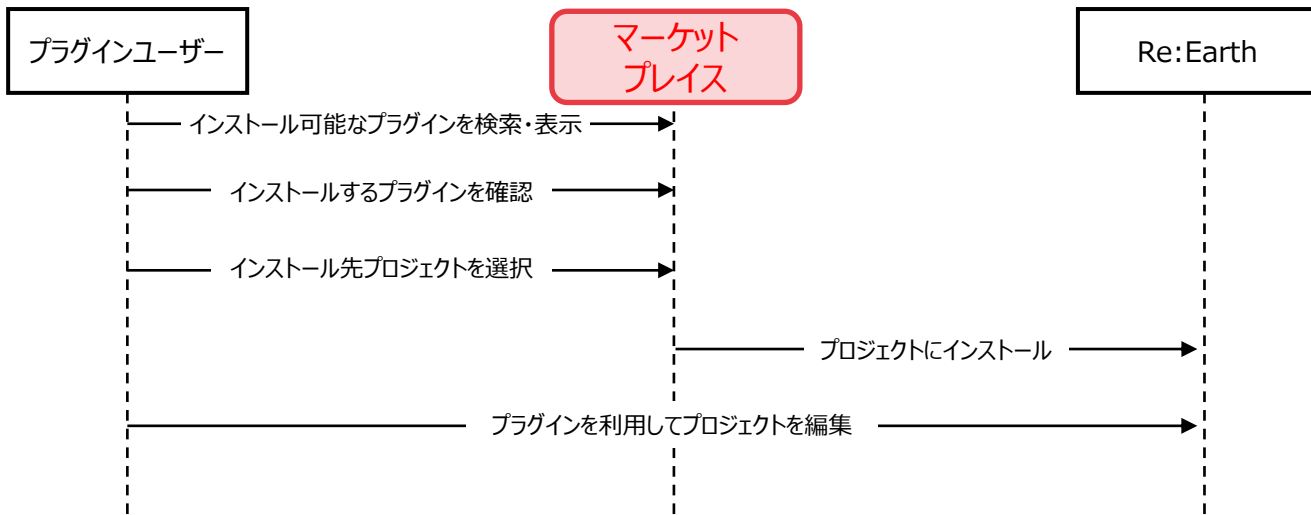 プラグインユーザー
マーケット
プレイス
Re:Earth
インストール可能なプラグインを検索・表示
インストールするプラグインを確認
インストール先プロジェクトを選択
プロジェクトにインストール
プラグインを利用してプロジェクトを編集